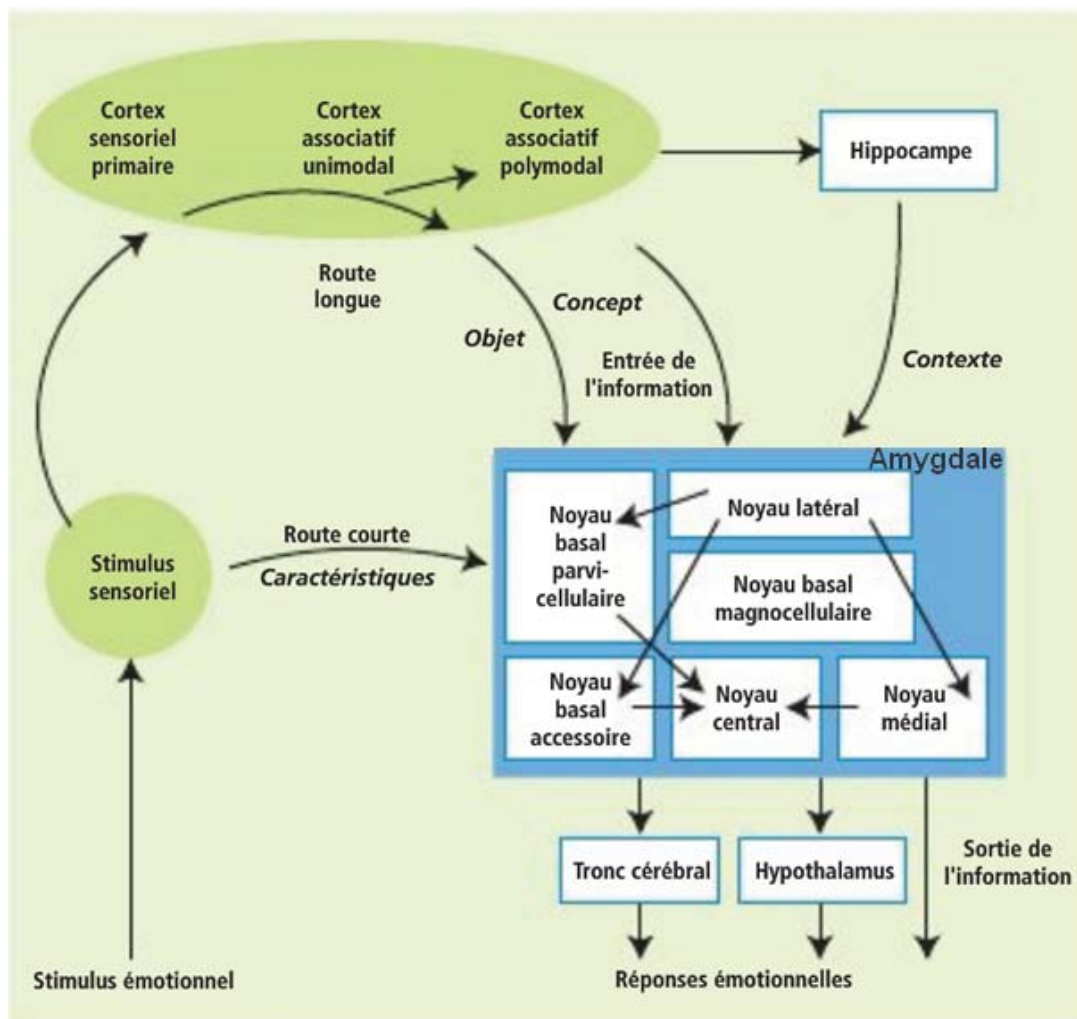 Cortex
sensoriel
primaire
Cortex
associatif
unimodal
Cortex
associatif
polymodal
Hippocampe
Route
longue
Objet
Concept
Entrée de
l'information
Contexte
Amygdale
Stimulus
sensoriel
Route courte
Caractéristiques
Noyau
basal
parvi-
cellulaire
Noyau latéral
Noyau basal
magnocellulaire
Noyau
basal
accessoire
Noyau
central
Noyau
médial
Tronc cérébral
Hypothalamus
Sortie de
l'information
Stimulus émotionnel
Réponses émotionnelles